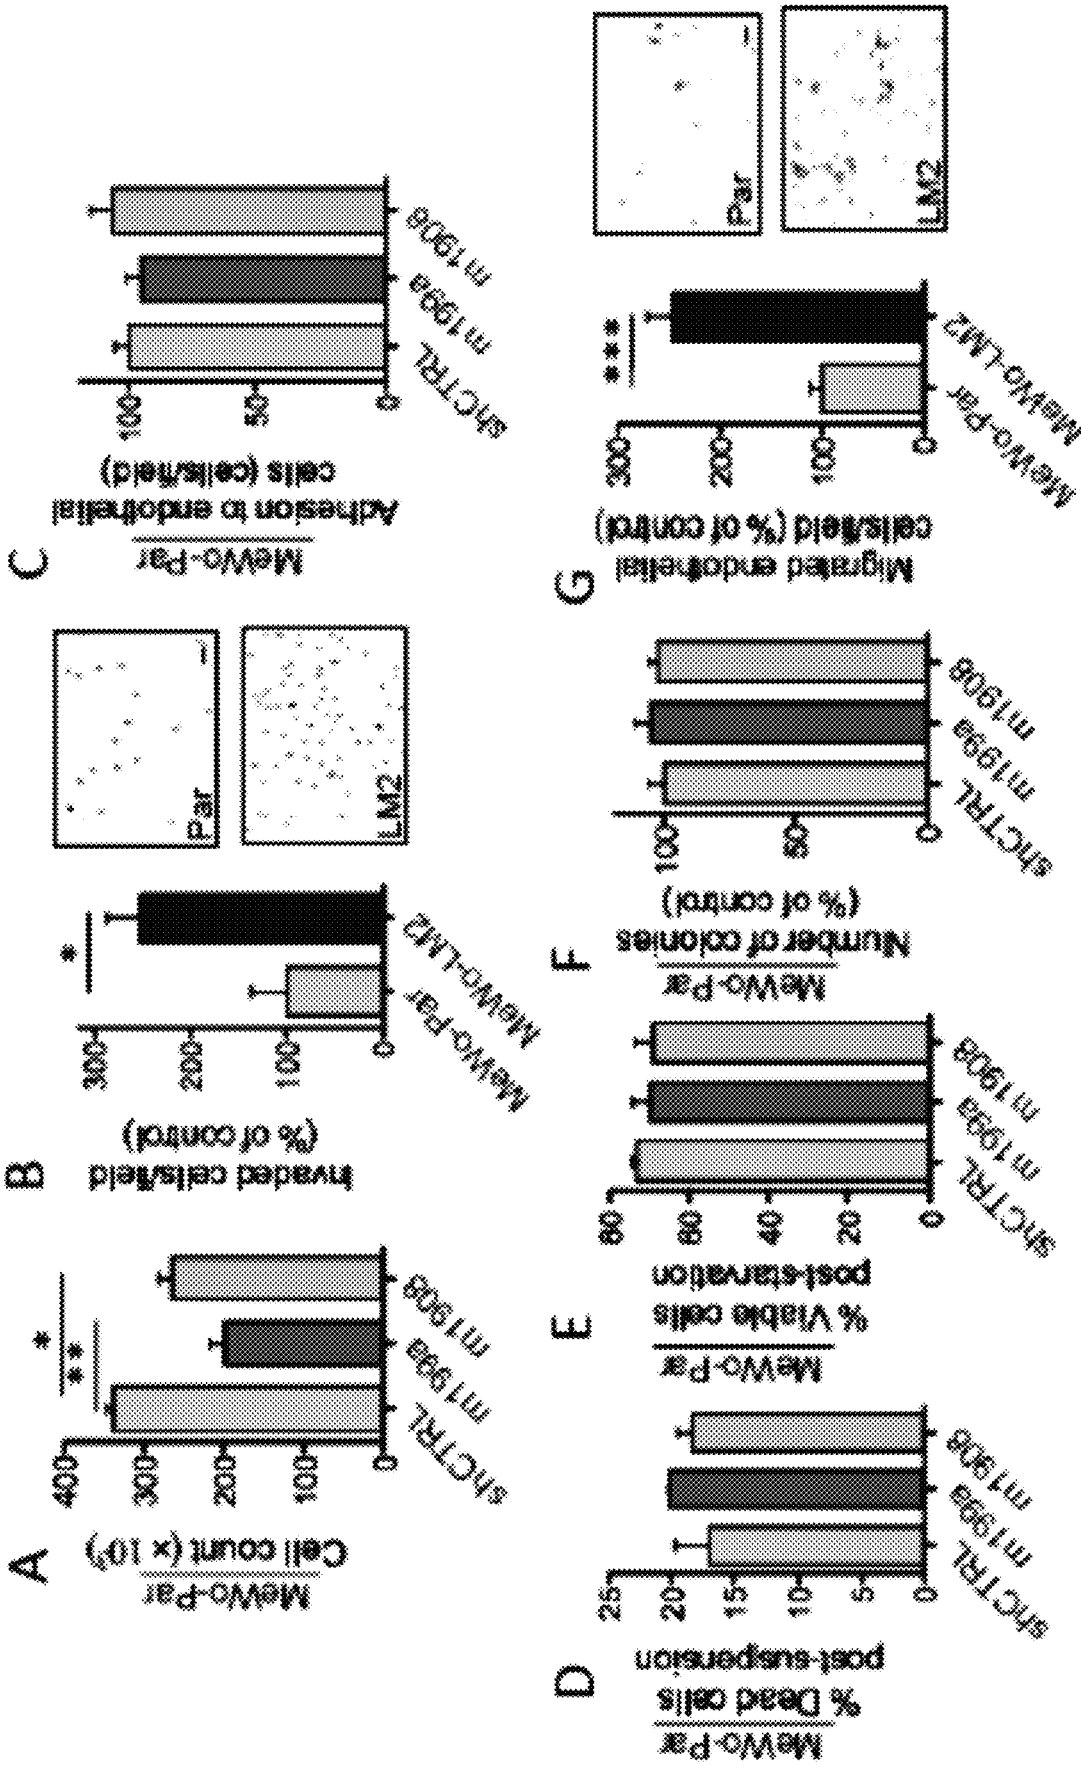 A
MeWo-Par
Cell count (x 10³)
400
300
200
100
0
*
**
shCTRL
m199a
m1908
B
Invaded cells/field
(% of control)
300
200
100
0
*
MeWo-Par
MeWo-LM2
Par
LM2
C
MeWo-Par
Adhesion to endothelial
cells (cells/field)
100
50
0
shCTRL
m199a
m1908
D
MeWo-Par
% Dead cells
post-suspension
25
20
15
10
5
0
shCTRL
m199a
m1908
E
MeWo-Par
% Viable cells
post-starvation
80
60
40
20
0
shCTRL
m199a
m1908
F
MeWo-Par
Number of colonies
(% of control)
100
50
0
shCTRL
m199a
m1908
G
Migrated endothelial
cells/field (% of control)
300
200
100
0
***
MeWo-Par
MeWo-LM2
Par
LM2